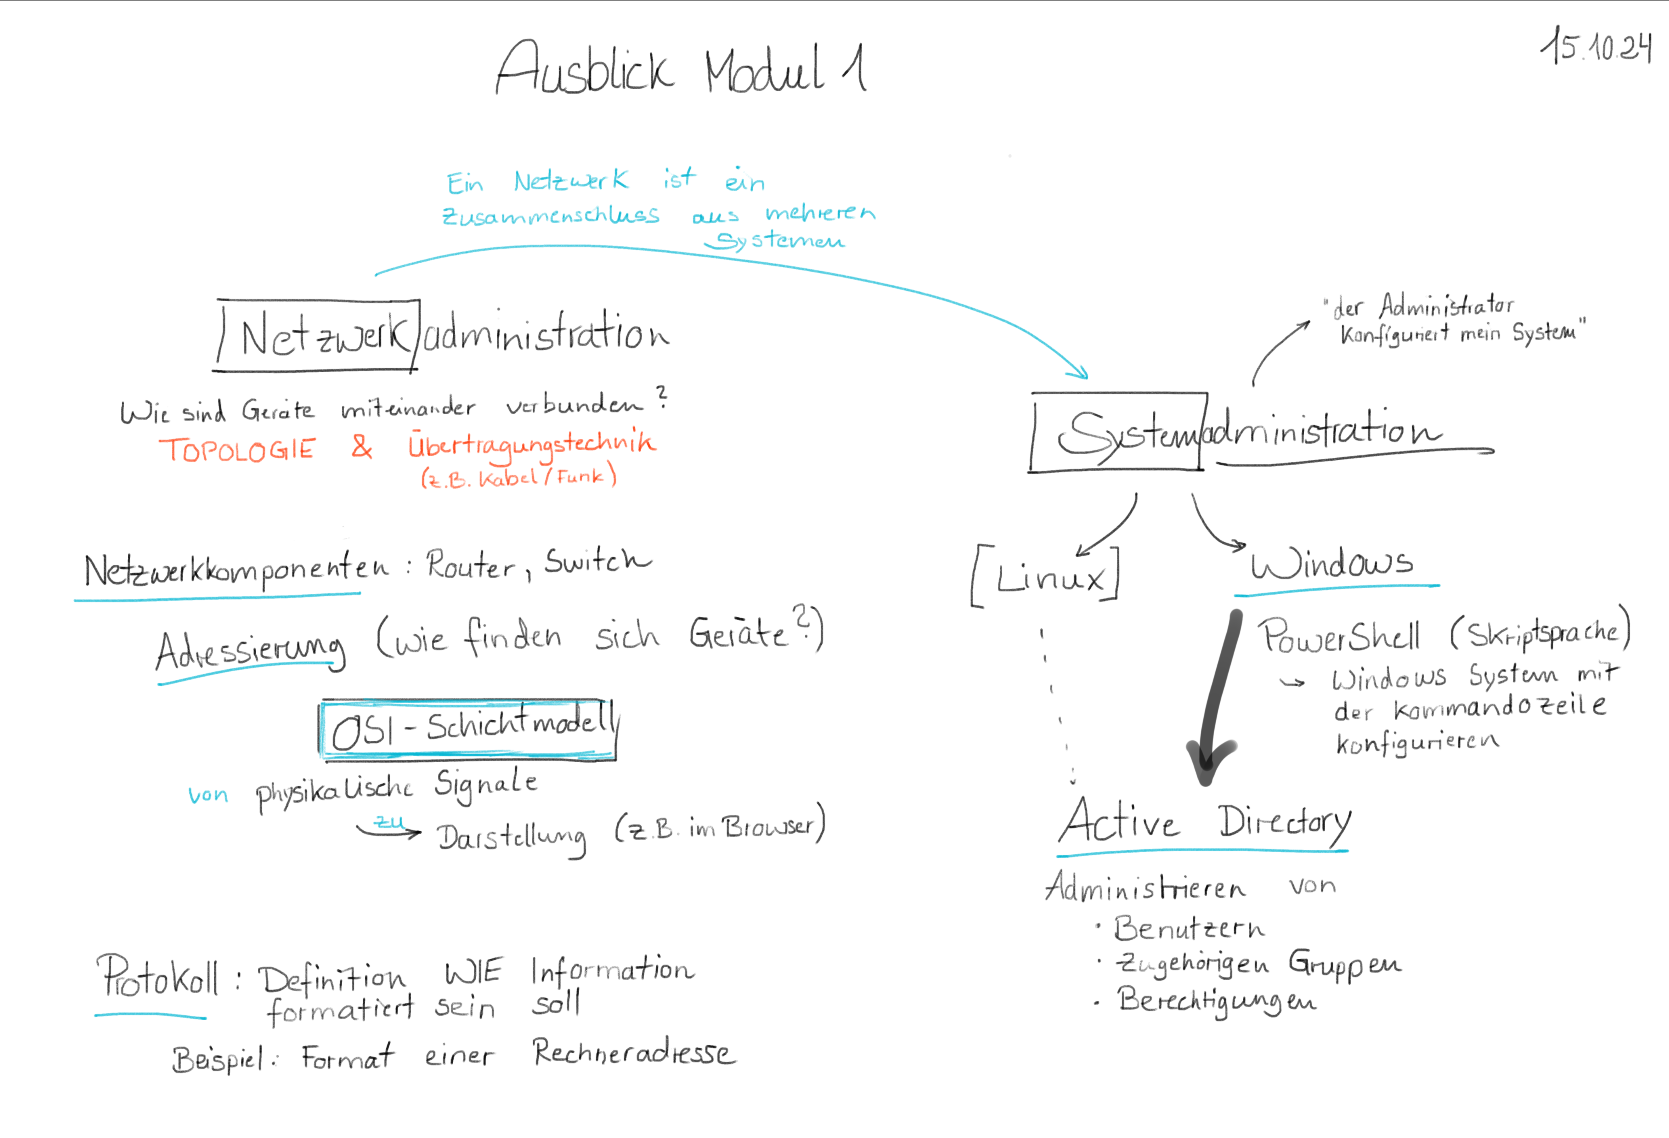 Ausblick Modul 1
15.10.24
Ein Netzwerk ist ein
Zusammenschluss aus mehreren
Systemen
Netzwerkadministration
Wie sind Geräte miteinander verbunden?
TOPOLOGIE & Übertragungstechnik
(z.B. Kabel/Funk)
Netzwerkkomponenten: Router, Switch
Adressierung (wie finden sich Geräte?)
OSI-Schichtmodell
von physikalische Signale
zu Darstellung (z.B. im Browser)
Protokoll: Definition WIE Information
formatiert sein soll
Beispiel: Format einer Rechneradresse
"der Administrator
konfiguriert mein System"
Systemadministration
[Linux]
Windows
PowerShell (Skriptsprache)
↳ Windows System mit
der Kommandozeile
konfigurieren
Active Directory
Administrieren von
· Benutzern
· Zugehörigen Gruppen
· Berechtigungen